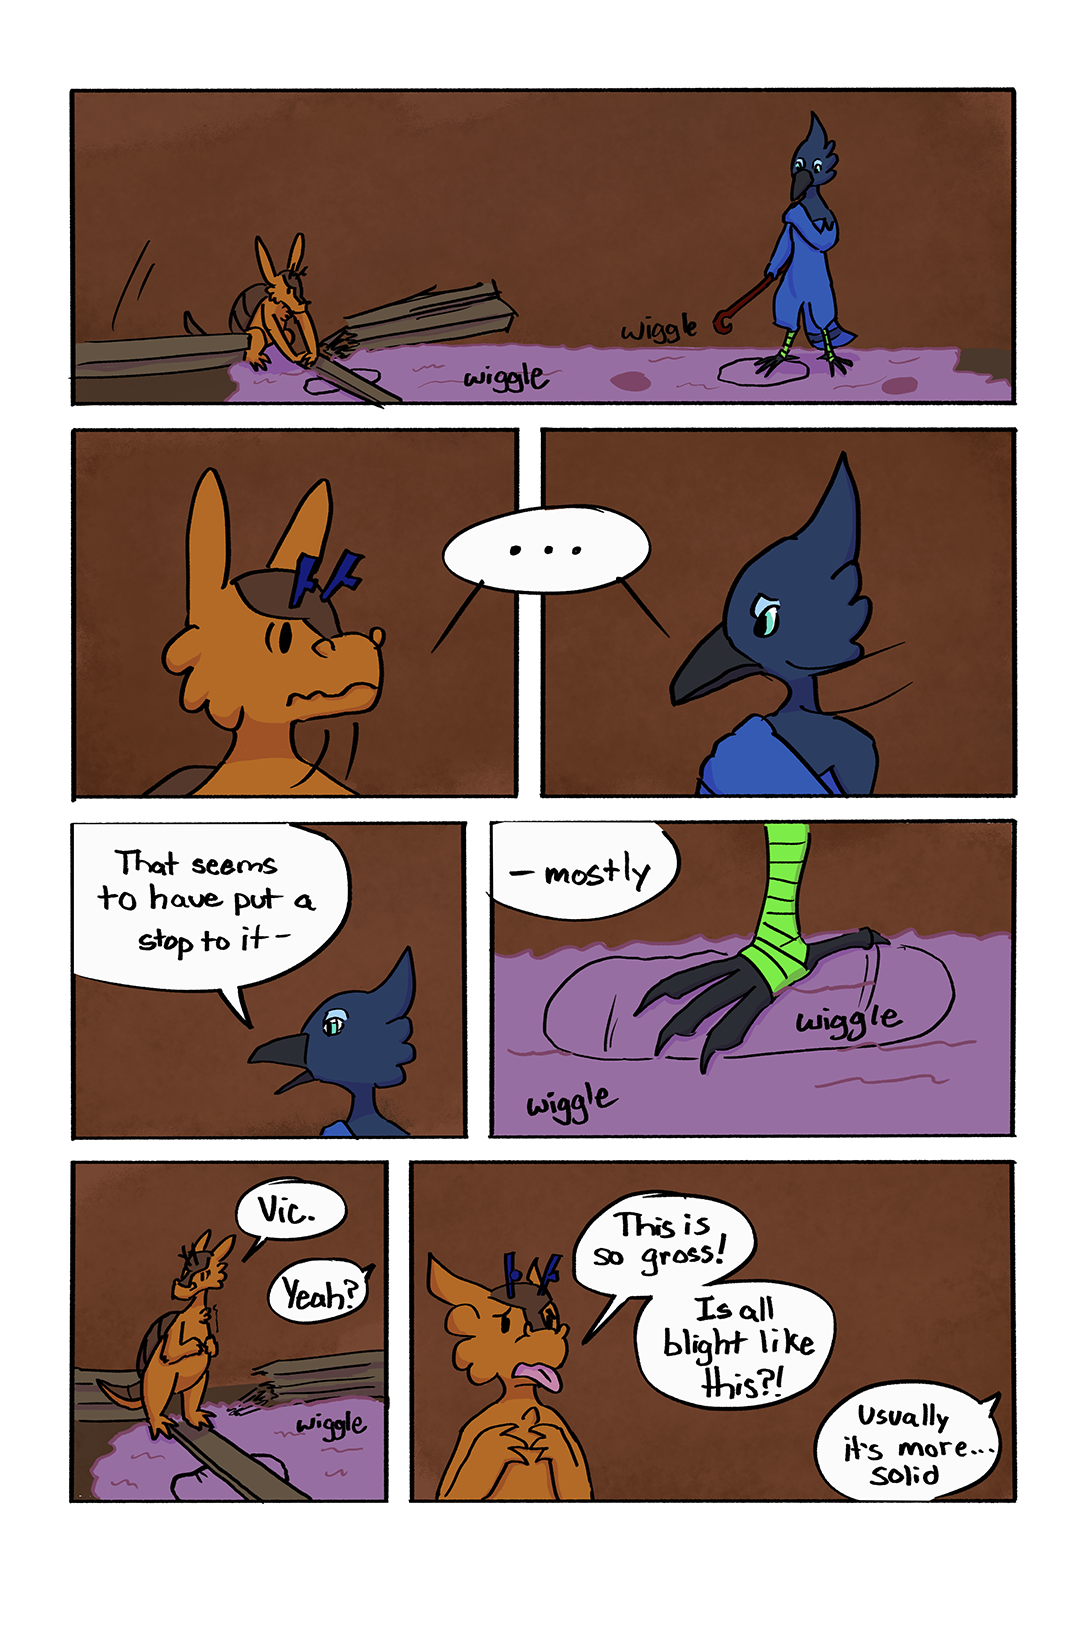 wiggle
wiggle
...
That seems
to have put a
stop to it-
-mostly
wiggle
wiggle
Vic.
Yeah?
wiggle
This is
so gross!
Is all
blight like
this?!
Usually
it's more...
solid